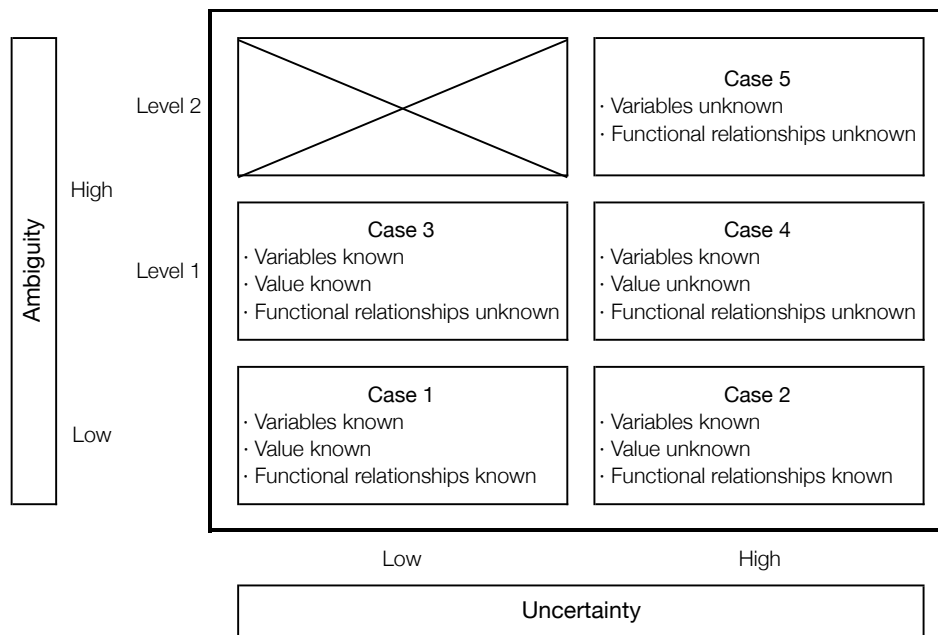 Case 5
· Variables unknown
· Functional relationships unknown
Level 2
High
Ambiguity
Level 1
Case 3
· Variables known
· Value known
· Functional relationships unknown
Case 4
· Variables known
· Value unknown
· Functional relationships unknown
Low
Case 1
· Variables known
· Value known
· Functional relationships known
Case 2
· Variables known
· Value unknown
· Functional relationships known
Low
High
Uncertainty